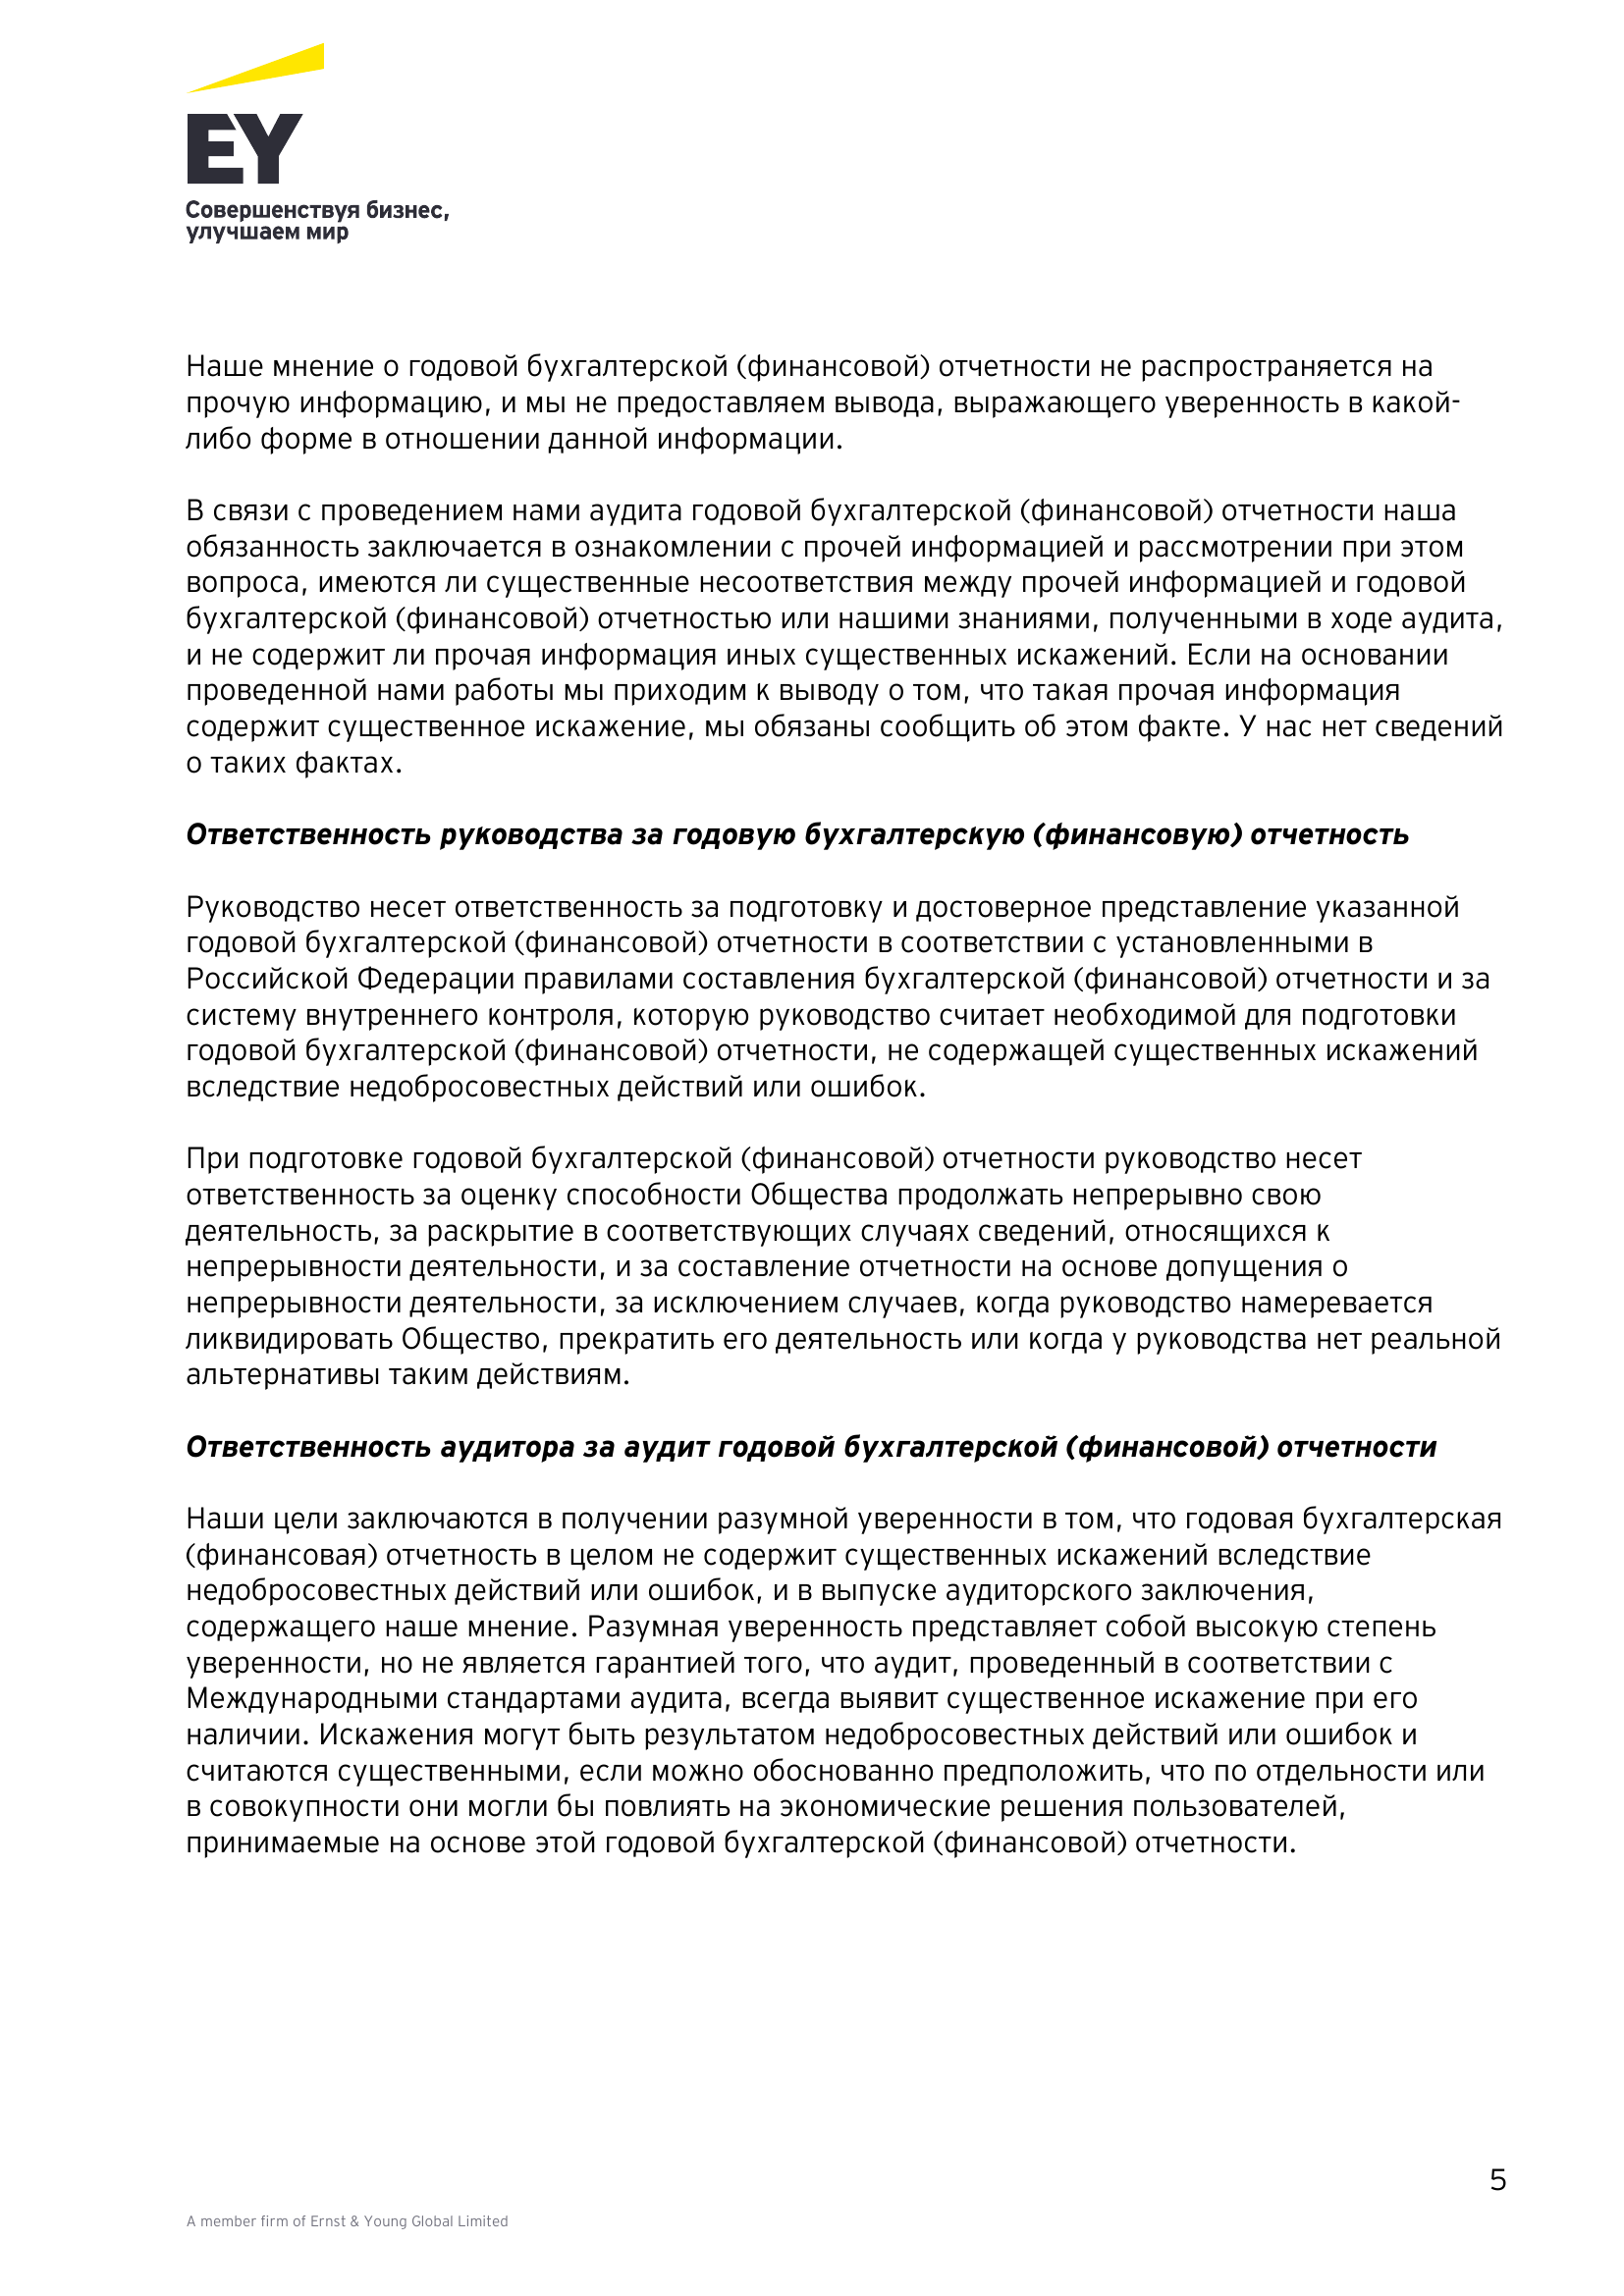 EY
Совершенствуя бизнес,
улучшаем мир
Наше мнение о годовой бухгалтерской (финансовой) отчетности не распространяется на
прочую информацию, и мы не предоставляем вывода, выражающего уверенность в какой-
либо форме в отношении данной информации.
В связи с проведением нами аудита годовой бухгалтерской (финансовой) отчетности наша
обязанность заключается в ознакомлении с прочей информацией и рассмотрении при этом
вопроса, имеются ли существенные несоответствия между прочей информацией и годовой
бухгалтерской (финансовой) отчетностью или нашими знаниями, полученными в ходе аудита,
и не содержит ли прочая информация иных существенных искажений. Если на основании
проведенной нами работы мы приходим к выводу о том, что такая прочая информация
содержит существенное искажение, мы обязаны сообщить об этом факте. У нас нет сведений
о таких фактах.
Ответственность руководства за годовую бухгалтерскую (финансовую) отчетность
Руководство несет ответственность за подготовку и достоверное представление указанной
годовой бухгалтерской (финансовой) отчетности в соответствии с установленными в
Российской Федерации правилами составления бухгалтерской (финансовой) отчетности и за
систему внутреннего контроля, которую руководство считает необходимой для подготовки
годовой бухгалтерской (финансовой) отчетности, не содержащей существенных искажений
вследствие недобросовестных действий или ошибок.
При подготовке годовой бухгалтерской (финансовой) отчетности руководство несет
ответственность за оценку способности Общества продолжать непрерывно свою
деятельность, за раскрытие в соответствующих случаях сведений, относящихся к
непрерывности деятельности, и за составление отчетности на основе допущения о
непрерывности деятельности, за исключением случаев, когда руководство намеревается
ликвидировать Общество, прекратить его деятельность или когда у руководства нет реальной
альтернативы таким действиям.
Ответственность аудитора за аудит годовой бухгалтерской (финансовой) отчетности
Наши цели заключаются в получении разумной уверенности в том, что годовая бухгалтерская
(финансовая) отчетность в целом не содержит существенных искажений вследствие
недобросовестных действий или ошибок, и в выпуске аудиторского заключения,
содержащего наше мнение. Разумная уверенность представляет собой высокую степень
уверенности, но не является гарантией того, что аудит, проведенный в соответствии с
Международными стандартами аудита, всегда выявит существенное искажение при его
наличии. Искажения могут быть результатом недобросовестных действий или ошибок и
считаются существенными, если можно обоснованно предположить, что по отдельности или
в совокупности они могли бы повлиять на экономические решения пользователей,
принимаемые на основе этой годовой бухгалтерской (финансовой) отчетности.
5
A member firm of Ernst & Young Global Limited